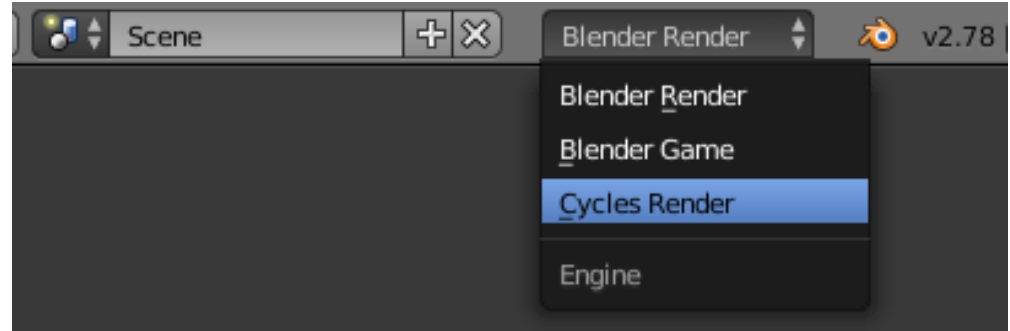 Scene Blender Render v2.78 |
Blender Render
Blender Game
Cycles Render
Engine